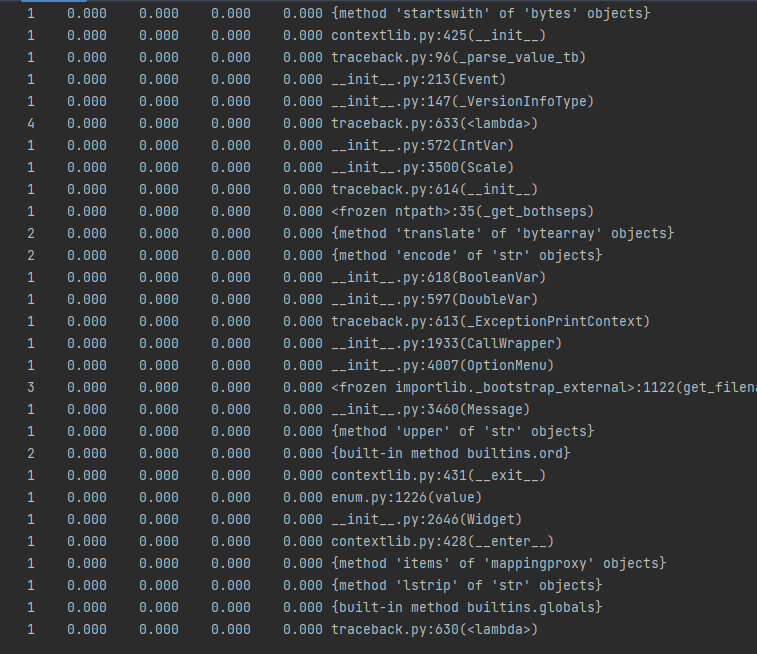 1 0.000 0.000 0.000 0.000 {method 'startswith' of 'bytes' objects}
1 0.000 0.000 0.000 0.000 contextlib.py:425(__init__)
1 0.000 0.000 0.000 0.000 traceback.py:96(_parse_value_tb)
1 0.000 0.000 0.000 0.000 __init__.py:213(Event)
1 0.000 0.000 0.000 0.000 __init__.py:147(_VersionInfoType)
4 0.000 0.000 0.000 0.000 traceback.py:633(<lambda>)
1 0.000 0.000 0.000 0.000 __init__.py:572(IntVar)
1 0.000 0.000 0.000 0.000 __init__.py:3500(Scale)
1 0.000 0.000 0.000 0.000 traceback.py:614(__init__)
1 0.000 0.000 0.000 0.000 <frozen ntpath>:35(_get_bothseps)
2 0.000 0.000 0.000 0.000 {method 'translate' of 'bytearray' objects}
2 0.000 0.000 0.000 0.000 {method 'encode' of 'str' objects}
1 0.000 0.000 0.000 0.000 __init__.py:618(BooleanVar)
1 0.000 0.000 0.000 0.000 __init__.py:597(DoubleVar)
1 0.000 0.000 0.000 0.000 traceback.py:613(_ExceptionPrintContext)
1 0.000 0.000 0.000 0.000 __init__.py:1933(CallWrapper)
1 0.000 0.000 0.000 0.000 __init__.py:4007(OptionMenu)
3 0.000 0.000 0.000 0.000 <frozen importlib._bootstrap_external>:1122(get_filena
1 0.000 0.000 0.000 0.000 __init__.py:3460(Message)
1 0.000 0.000 0.000 0.000 {method 'upper' of 'str' objects}
2 0.000 0.000 0.000 0.000 {built-in method builtins.ord}
1 0.000 0.000 0.000 0.000 contextlib.py:431(__exit__)
1 0.000 0.000 0.000 0.000 enum.py:1226(value)
1 0.000 0.000 0.000 0.000 __init__.py:2646(Widget)
1 0.000 0.000 0.000 0.000 contextlib.py:428(__enter__)
1 0.000 0.000 0.000 0.000 {method 'items' of 'mappingproxy' objects}
1 0.000 0.000 0.000 0.000 {method 'lstrip' of 'str' objects}
1 0.000 0.000 0.000 0.000 {built-in method builtins.globals}
1 0.000 0.000 0.000 0.000 traceback.py:630(<lambda>)